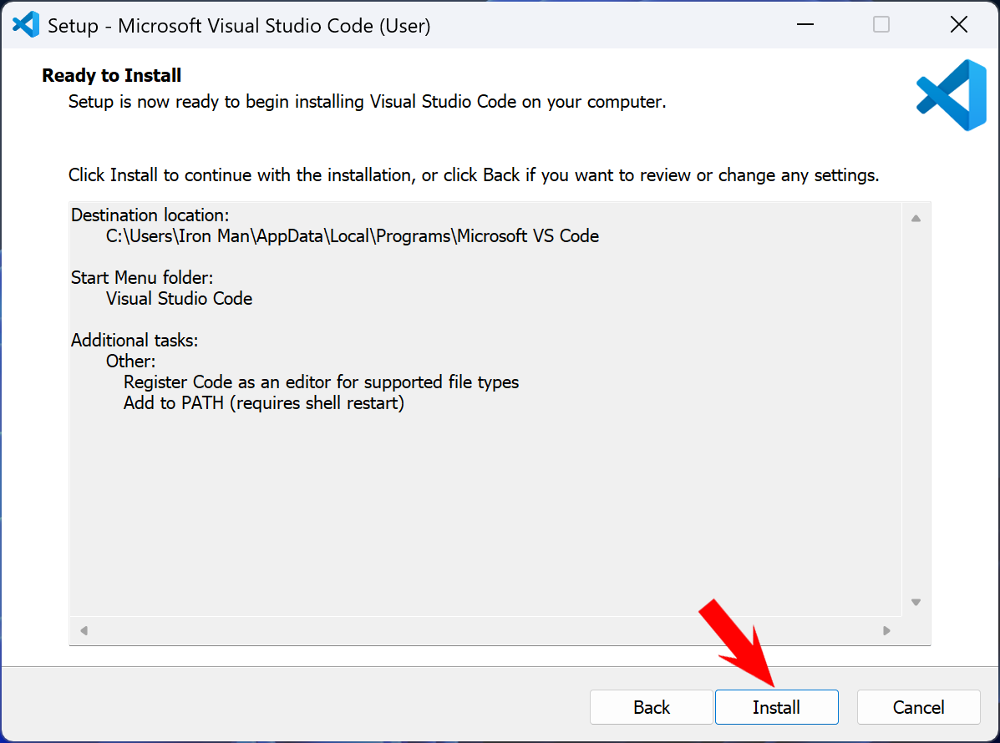 Setup - Microsoft Visual Studio Code (User)
Ready to Install
Setup is now ready to begin installing Visual Studio Code on your computer.
Click Install to continue with the installation, or click Back if you want to review or change any settings.
Destination location:
C:\Users\Iron Man\AppData\Local\Programs\Microsoft VS Code
Start Menu folder:
Visual Studio Code
Additional tasks:
Other:
Register Code as an editor for supported file types
Add to PATH (requires shell restart)
Back
Install
Cancel